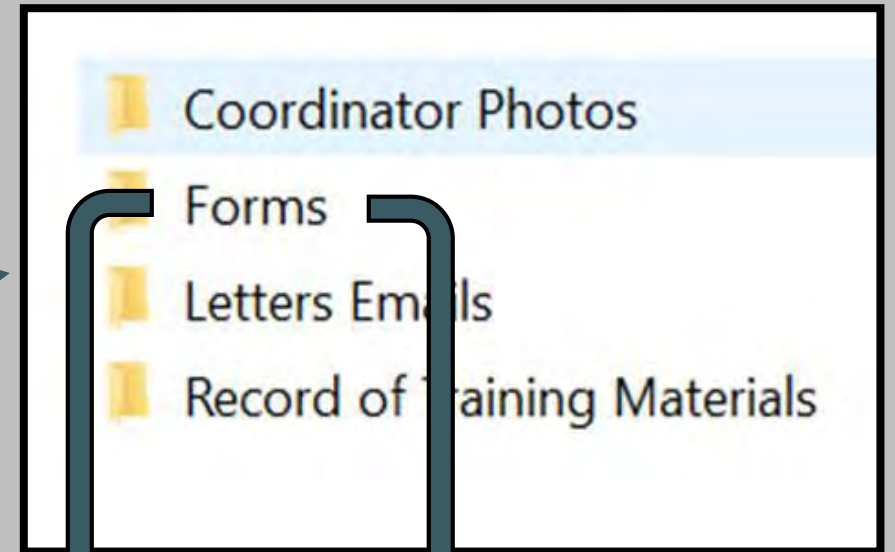 Coordinator Photos
Forms
Letters Emails
Record of Training Materials